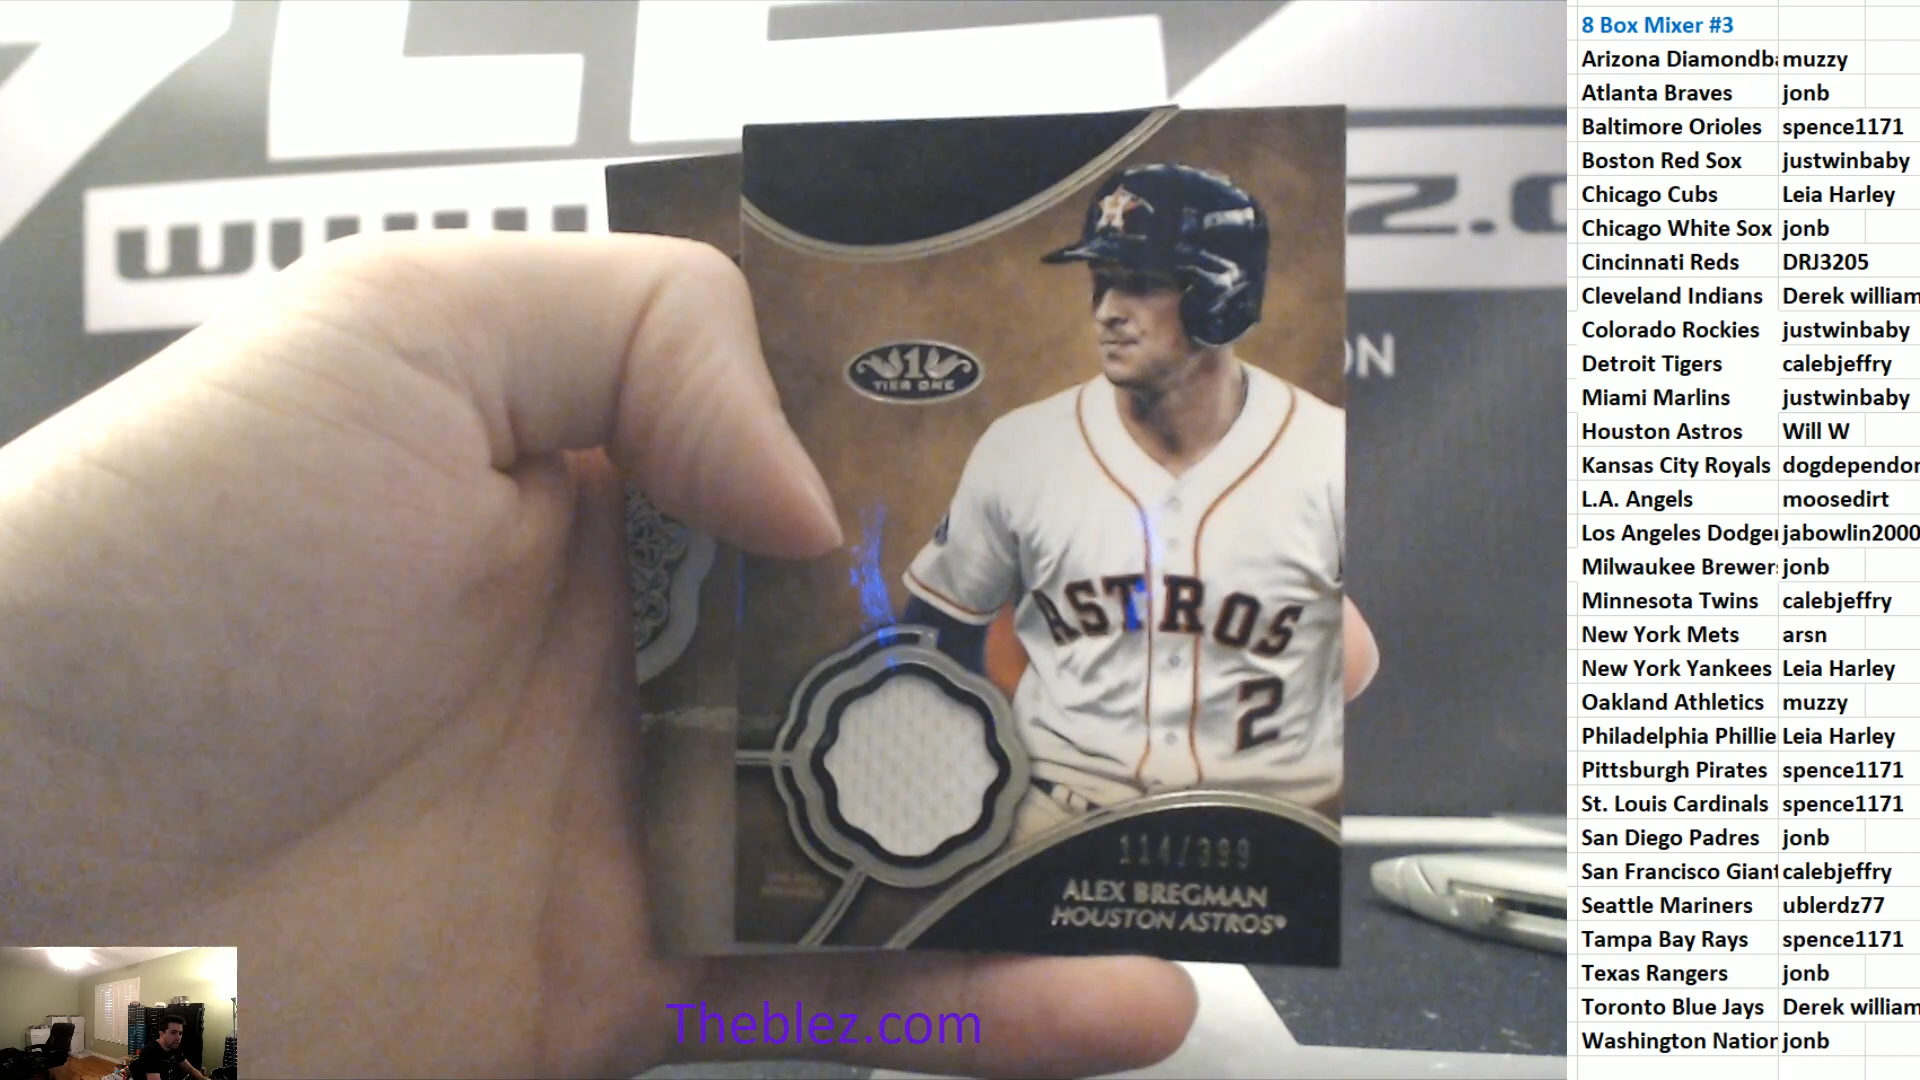 8 Box Mixer #3
Arizona Diamondba muzzy
Atlanta Braves jonb
Baltimore Orioles spence1171
Boston Red Sox justwinbaby
Chicago Cubs Leia Harley
Chicago White Sox jonb
Cincinnati Reds DRJ3205
Cleveland Indians Derek william
Colorado Rockies justwinbaby
Detroit Tigers calebjeffry
Miami Marlins justwinbaby
Houston Astros Will W
Kansas City Royals dogdependor
L.A. Angels moosedirt
Los Angeles Dodger jabowlin2000
Milwaukee Brewers jonb
Minnesota Twins calebjeffry
New York Mets arsn
New York Yankees Leia Harley
Oakland Athletics muzzy
Philadelphia Phillie Leia Harley
Pittsburgh Pirates spence1171
St. Louis Cardinals spence1171
San Diego Padres jonb
San Francisco Giant calebjeffry
Seattle Mariners ublerdz77
Tampa Bay Rays spence1171
Texas Rangers jonb
Toronto Blue Jays Derek william
Washington Nation jonb
H
1
TIER ONE
ASTROS
2
114/399
ALEX BREGMAN
HOUSTON ASTROS®
Theblez.com